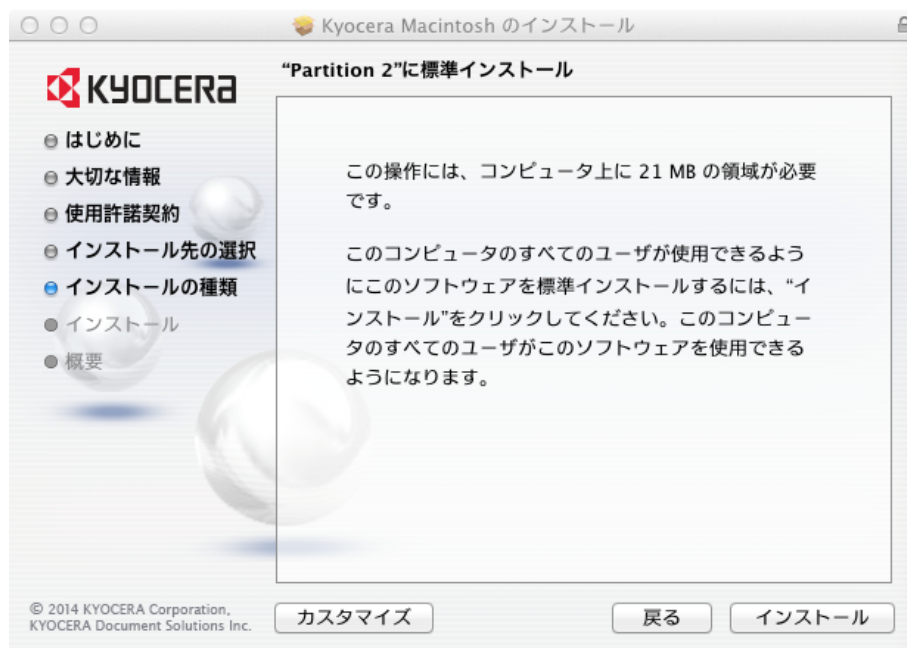 Kyocera Macintosh のインストール
KYOCERA
"Partition 2"に標準インストール
はじめに
大切な情報
使用許諾契約
インストール先の選択
インストールの種類
インストール
概要
この操作には、コンピュータ上に 21 MB の領域が必要
です。
このコンピュータのすべてのユーザが使用できるよう
にこのソフトウェアを標準インストールするには、“イ
ンストール”をクリックしてください。このコンピュー
タのすべてのユーザがこのソフトウェアを使用できる
ようになります。
© 2014 KYOCERA Corporation,
KYOCERA Document Solutions Inc.
カスタマイズ
戻る
インストール